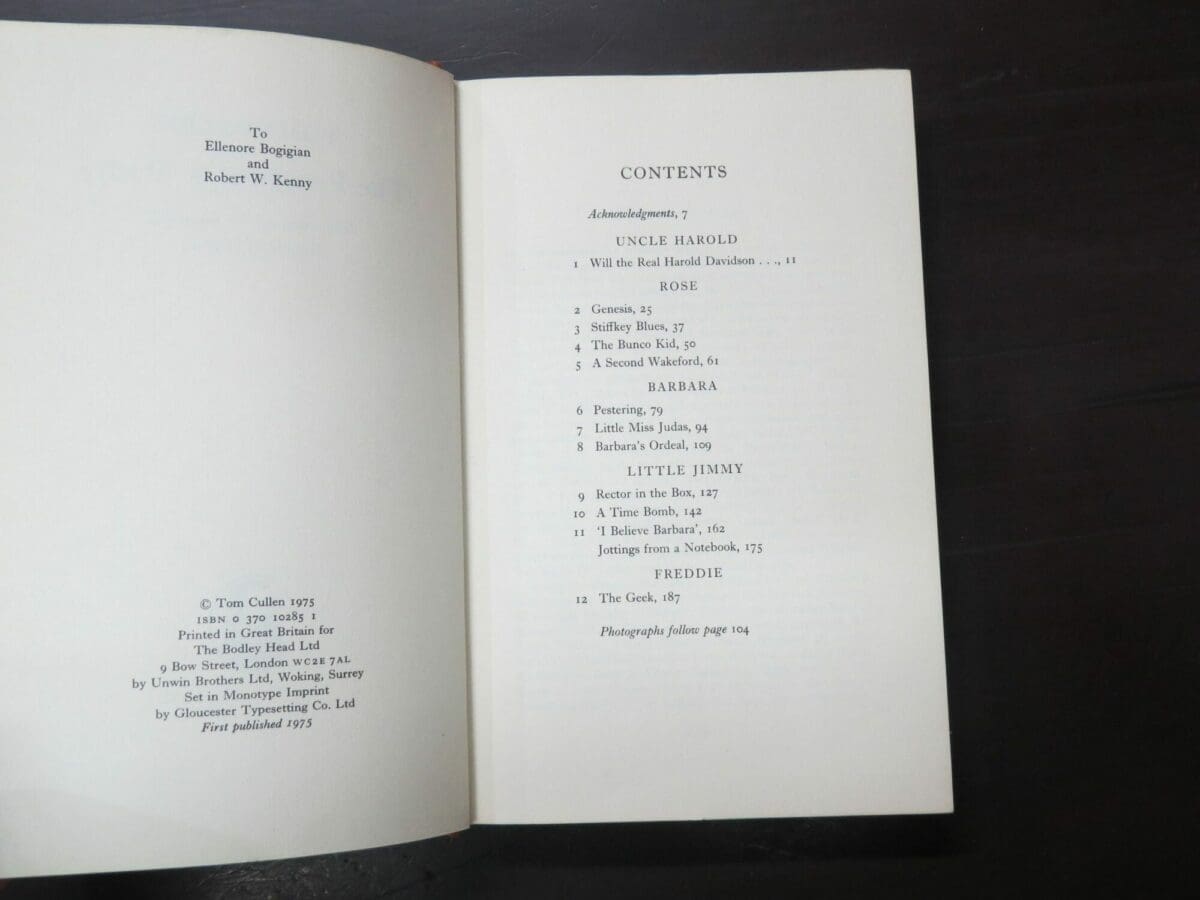 To
Ellenore Bogigian
and
Robert W. Kenny
© Tom Cullen 1975
ISBN 0 370 10285 1
Printed in Great Britain for
The Bodley Head Ltd
9 Bow Street, London WC2E 7AL
by Unwin Brothers Ltd, Woking, Surrey
Set in Monotype Imprint
by Gloucester Typesetting Co. Ltd
First published 1975
CONTENTS
Acknowledgments, 7
UNCLE HAROLD
1 Will the Real Harold Davidson . . ., 11
ROSE
2 Genesis, 25
3 Stiffkey Blues, 37
4 The Bunco Kid, 50
5 A Second Wakeford, 61
BARBARA
6 Pestering, 79
7 Little Miss Judas, 94
8 Barbara's Ordeal, 109
LITTLE JIMMY
9 Rector in the Box, 127
10 A Time Bomb, 142
11 ‘I Believe Barbara’, 162
Jottings from a Notebook, 175
FREDDIE
12 The Geek, 187
Photographs follow page 104